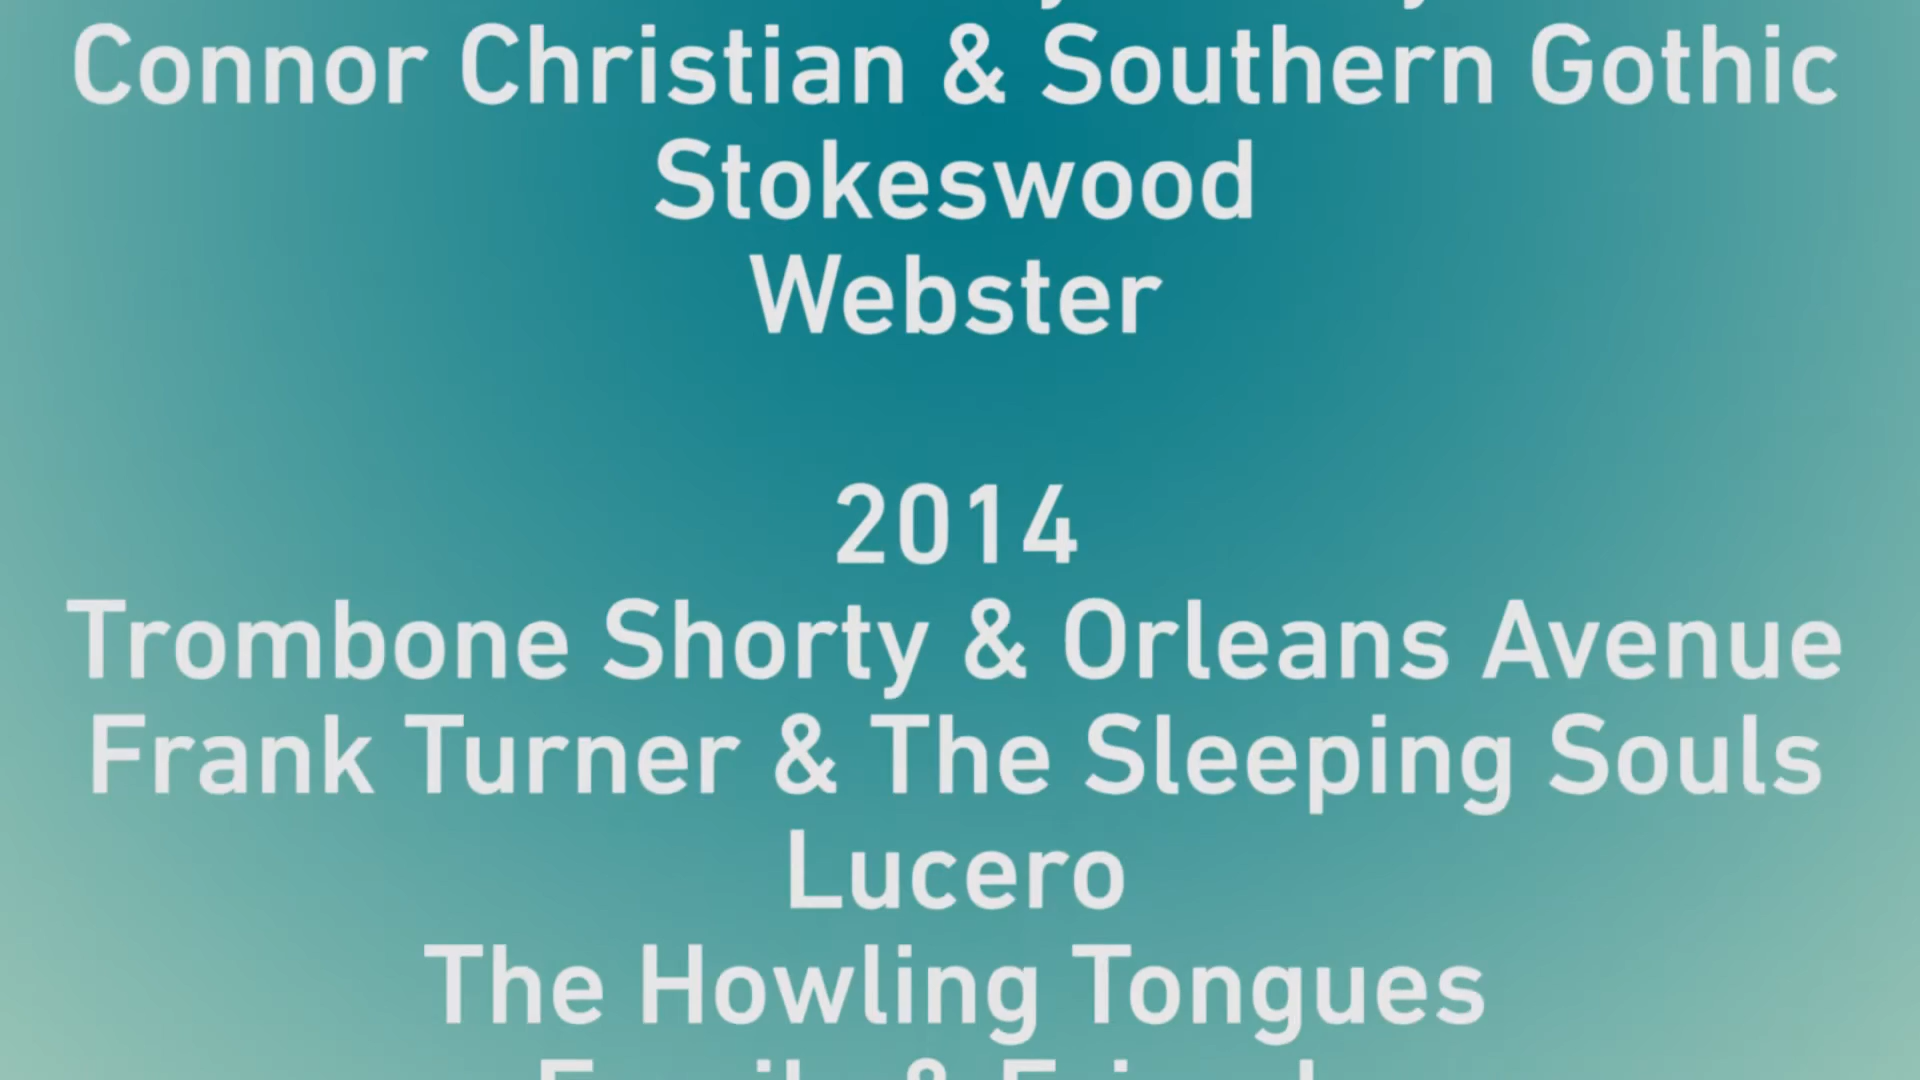 Connor Christian & Southern Gothic
Stokeswood
Webster
2014
Trombone Shorty & Orleans Avenue
Frank Turner & The Sleeping Souls
Lucero
The Howling Tongues